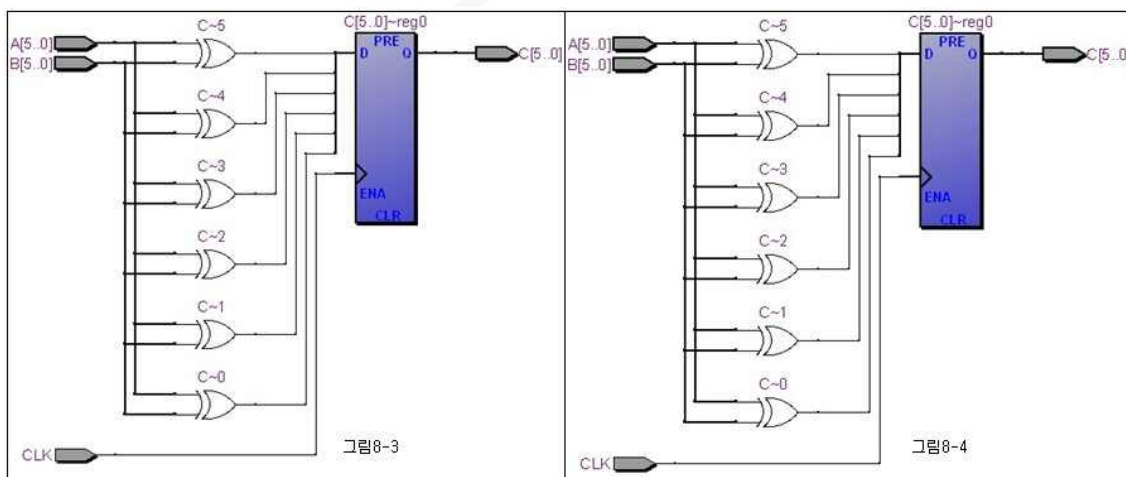 C~5
C[5..0]~reg0
A[5..0]
B[5..0]
PRE
D Q
C[5..0]
C~4
C~3
ENA
CLR
C~2
C~1
C~0
CLK
그림8-3
C~5
C[5..0]~reg0
A[5..0]
B[5..0]
PRE
D Q
C[5..0]
C~4
C~3
ENA
CLR
C~2
C~1
C~0
CLK
그림8-4